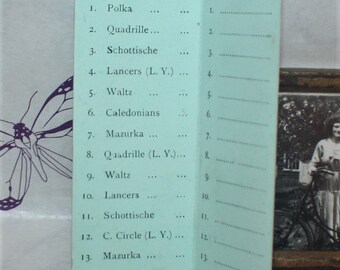 1. Polka ... ... 1.
2. Quadrille... ... 2.
3. Schottische ... 3.
4. Lancers (L. Y.) ... 4.
5. Waltz ... ... 5.
6. Caledonians ... 6.
7. Mazurka ... ... 7.
8. Quadrille (L. Y.)... 8.
9. Waltz ... ... 9.
10. Lancers ... ... 10.
11. Schottische ... 11.
12. C. Circle (L. Y.) ... 12.
13. Mazurka ... ... 13.